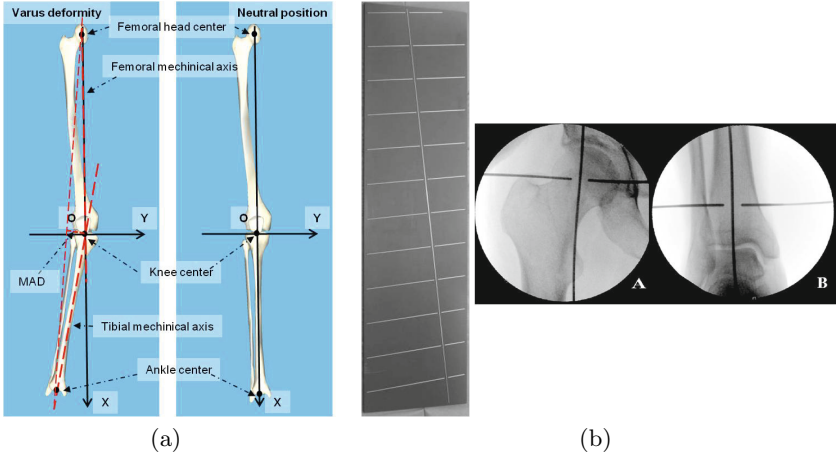 Varus deformity
Neutral position
Femoral head center
Femoral mechinical axis
O
Y
O
Y
MAD
Knee center
Tibial mechinical axis
Ankle center
X
X
A
B
(a)
(b)